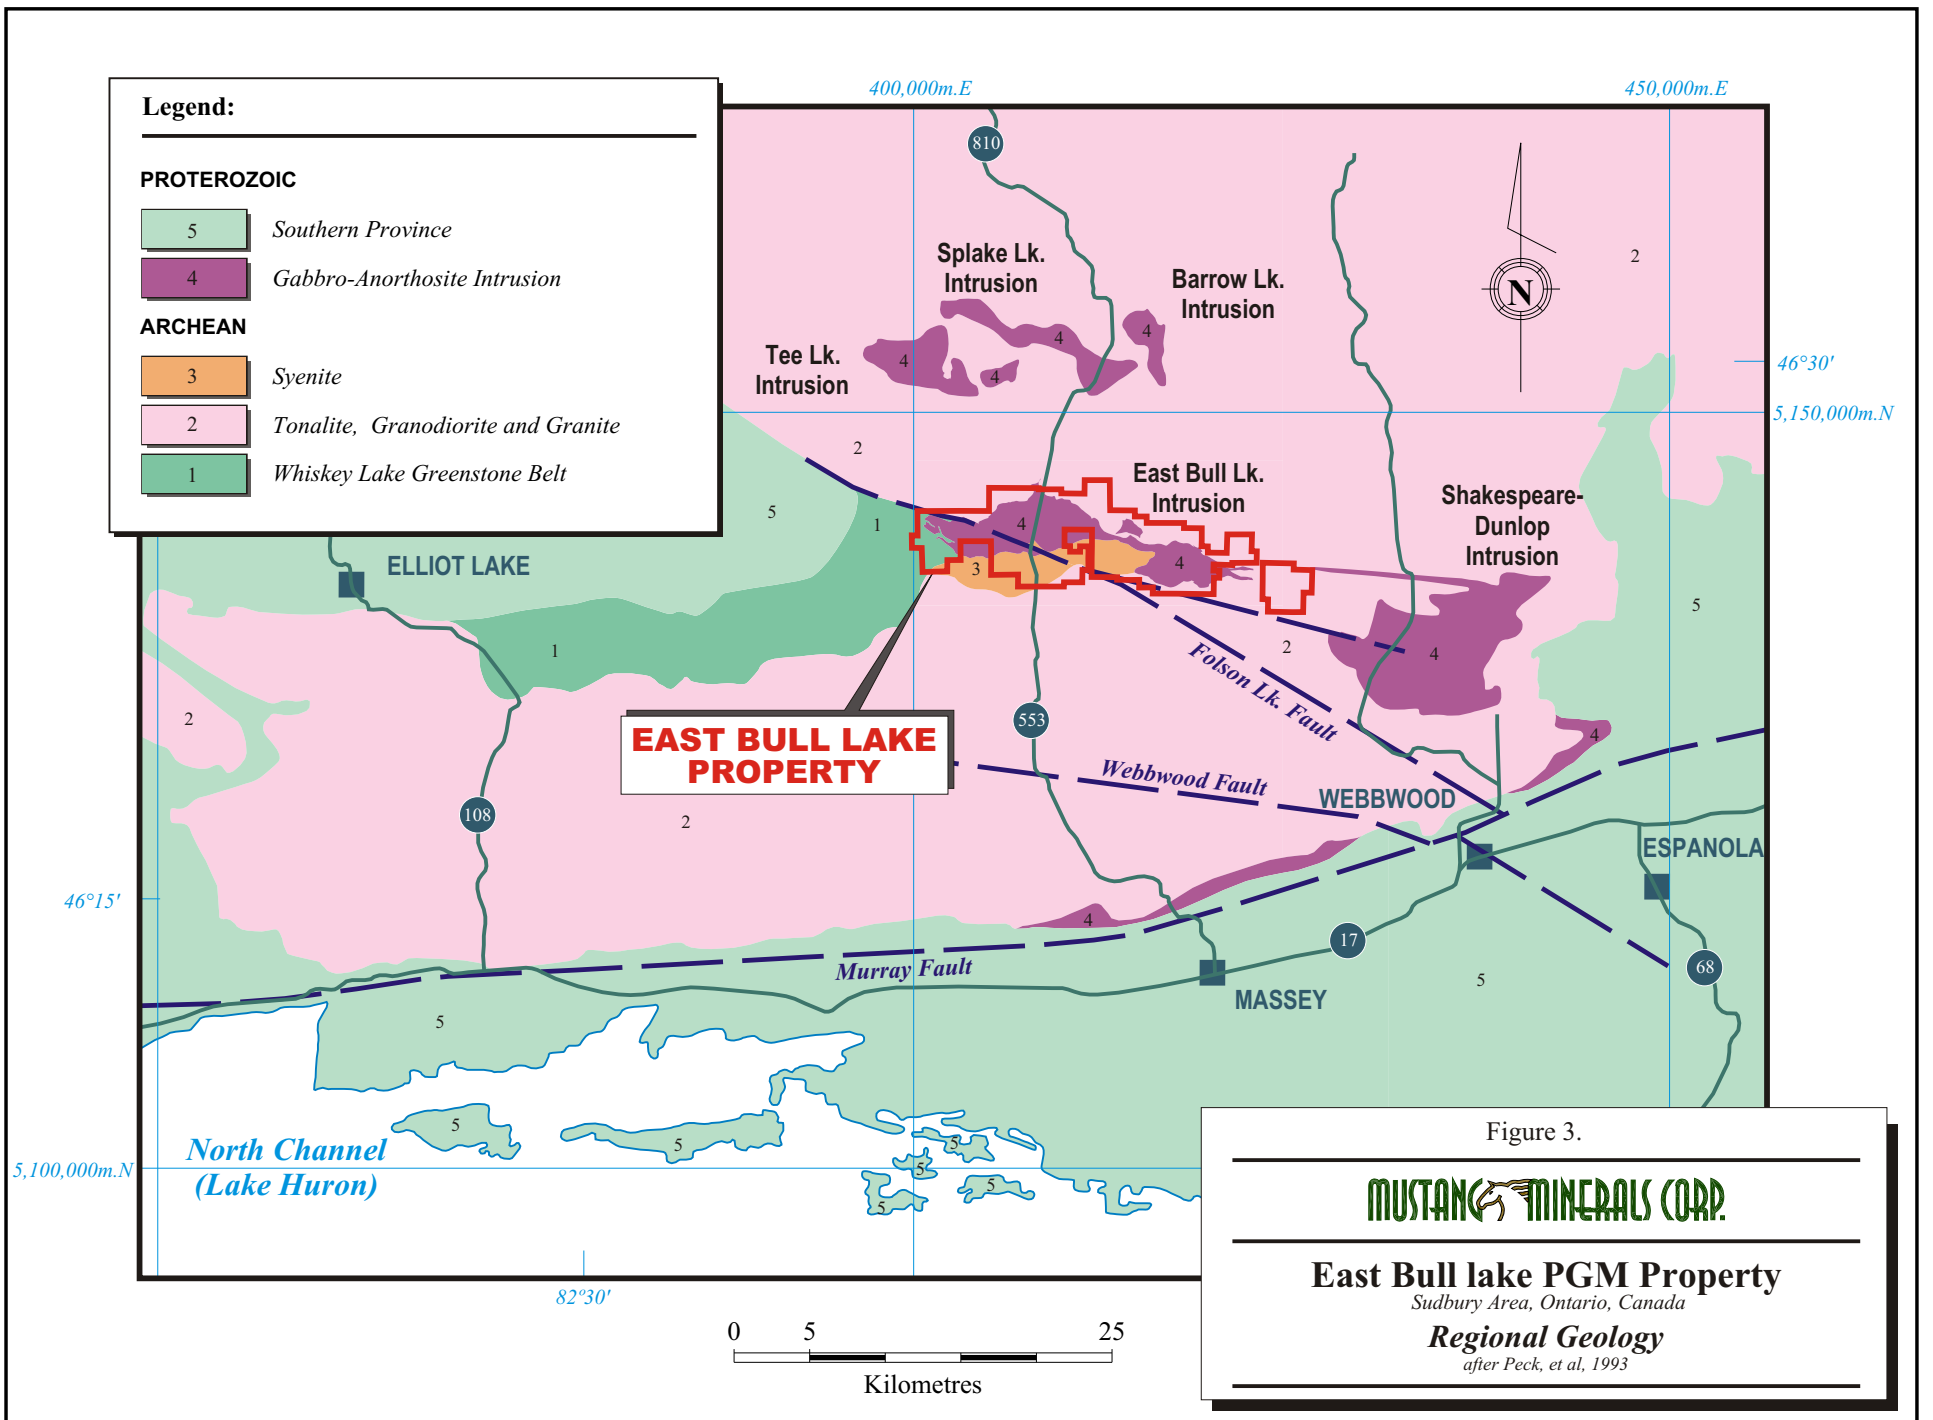 400,000m.E
450,000m.E
Legend:
PROTEROZOIC
5 Southern Province
4 Gabbro-Anorthosite Intrusion
ARCHEAN
3 Syenite
2 Tonalite, Granodiorite and Granite
1 Whiskey Lake Greenstone Belt
810
2
Splake Lk.
Intrusion
Barrow Lk.
Intrusion
N
4
4
Tee Lk.
Intrusion
4
4
46°30'
5,150,000m.N
2
East Bull Lk.
Intrusion
Shakespeare-
Dunlop
Intrusion
5
1
4
4
3
ELLIOT LAKE
5
1
2
4
Folson Lk. Fault
2
553
4
EAST BULL LAKE
PROPERTY
Webbwood Fault
WEBBWOOD
108
2
ESPANOLA
46°15'
4
17
Murray Fault
68
MASSEY
5
5
5
5
5
5
5
5
North Channel
(Lake Huron)
5,100,000m.N
82°30'
0 5 25
Kilometres
Figure 3.
MUSTANG MINERALS CORP.
East Bull lake PGM Property
Sudbury Area, Ontario, Canada
Regional Geology
after Peck, et al, 1993